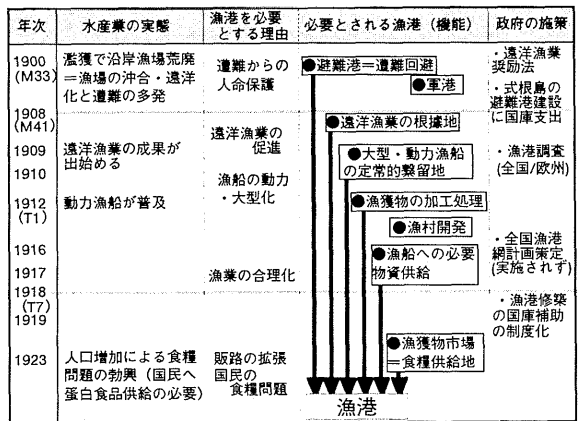 年次
水産業の実態
漁港を必要
とする理由
必要とされる漁港（機能）
政府の施策
1900
(M33)
濫獲で沿岸漁場荒廃
＝漁場の沖合・遠洋
化と遭難の多発
遭難からの
人命保護
●避難港＝遭難回避
●軍港
・遠洋漁業
奨励法
・式根島の
避難港建設
に国庫支出
1908
(M41)
1909
1910
遠洋漁業の成果が
出始める
遠洋漁業の
促進
●遠洋漁業の根據地
●大型・動力漁船
の定常的繋留地
・漁港調査
(全国/欧州)
1912
(T1)
動力漁船が普及
漁船の動力
・大型化
●漁獲物の加工処理
●漁村開発
1916
1917
漁業の合理化
●漁船への必要
物資供給
・全国漁港
網計画策定
(実施されず)
1918
(T7)
1919
・漁港修築
の国庫補助
の制度化
1923
人口増加による食糧
問題の勃興（国民へ
蛋白食品供給の必要）
販路の拡張
国民の
食糧問題
●漁獲物市場
＝食糧供給地
漁港